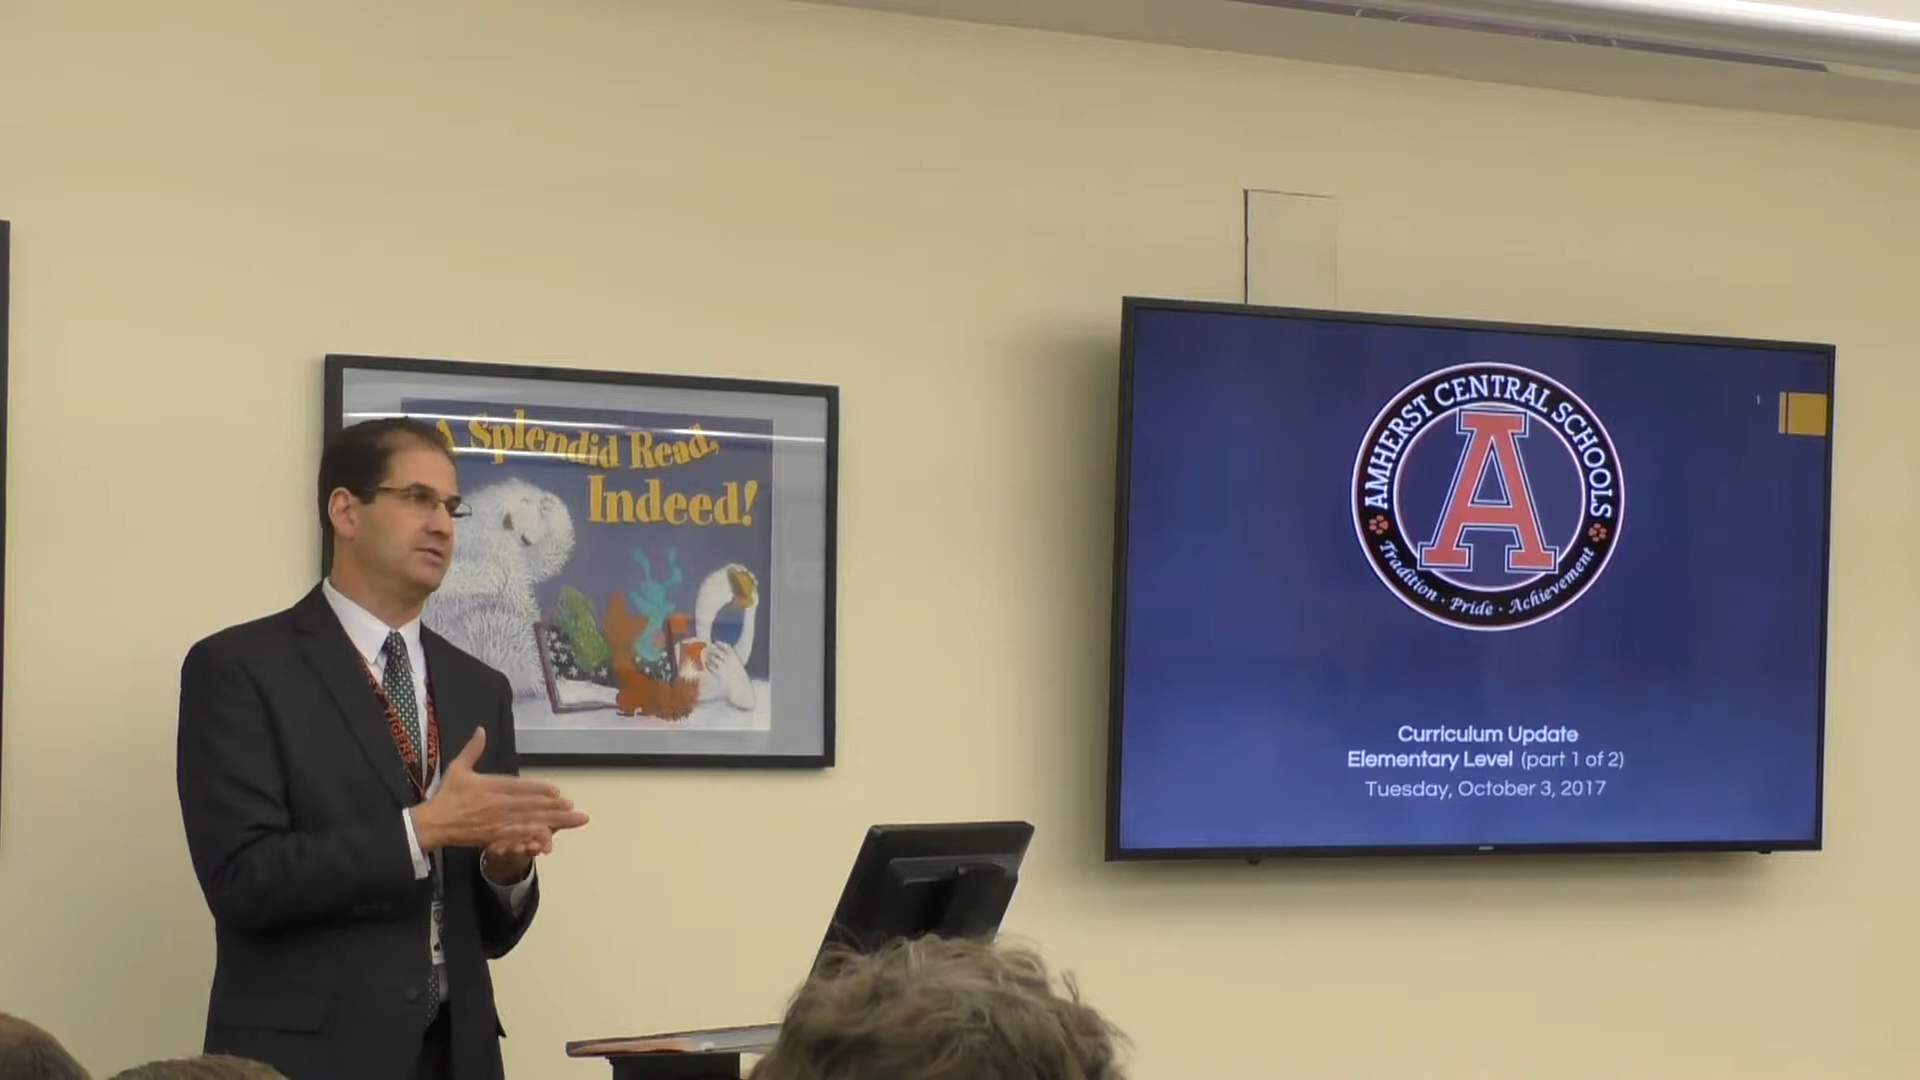 A Splendid Read,
Indeed!
TIGERS
AMHERST CENTRAL SCHOOLS
A
Tradition · Pride · Achievement
1
Curriculum Update
Elementary Level (part 1 of 2)
Tuesday, October 3, 2017